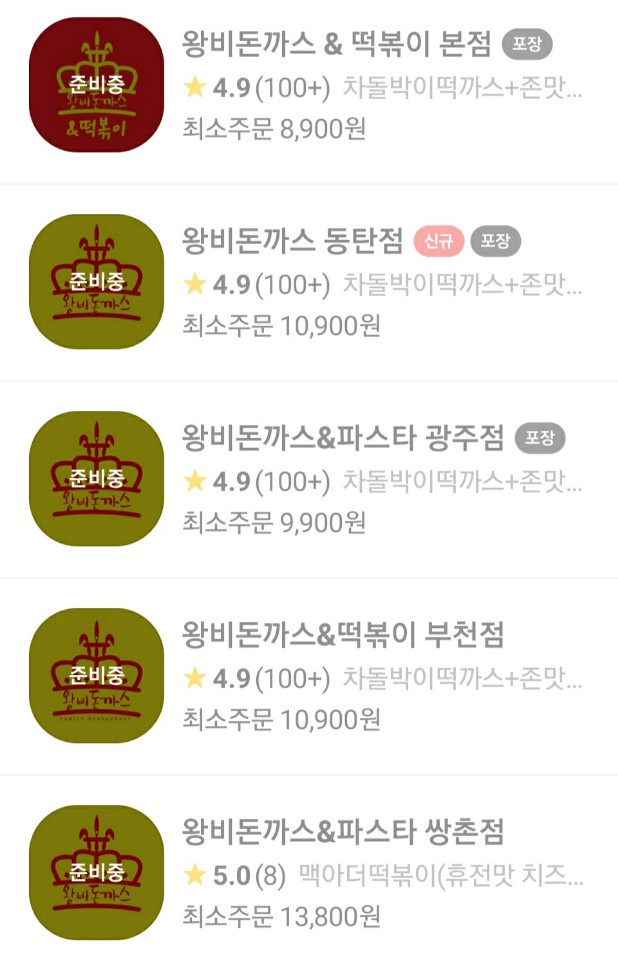 준비중
왕비돈까스
&떡볶이
왕비돈까스 & 떡볶이 본점 포장
4.9(100+) 차돌박이떡까스+존맛...
최소주문 8,900원
준비중
왕비돈까스
왕비돈까스 동탄점 신규 포장
4.9(100+) 차돌박이떡까스+존맛...
최소주문 10,900원
준비중
왕비돈까스
왕비돈까스&파스타 광주점 포장
4.9(100+) 차돌박이떡까스+존맛...
최소주문 9,900원
준비중
왕비돈까스
FAMILY RESTAURANT
왕비돈까스&떡볶이 부천점
4.9(100+) 차돌박이떡까스+존맛...
최소주문 10,900원
준비중
왕비돈까스
왕비돈까스&파스타 쌍촌점
5.0(8) 맥아더떡볶이(휴전맛 치즈...
최소주문 13,800원